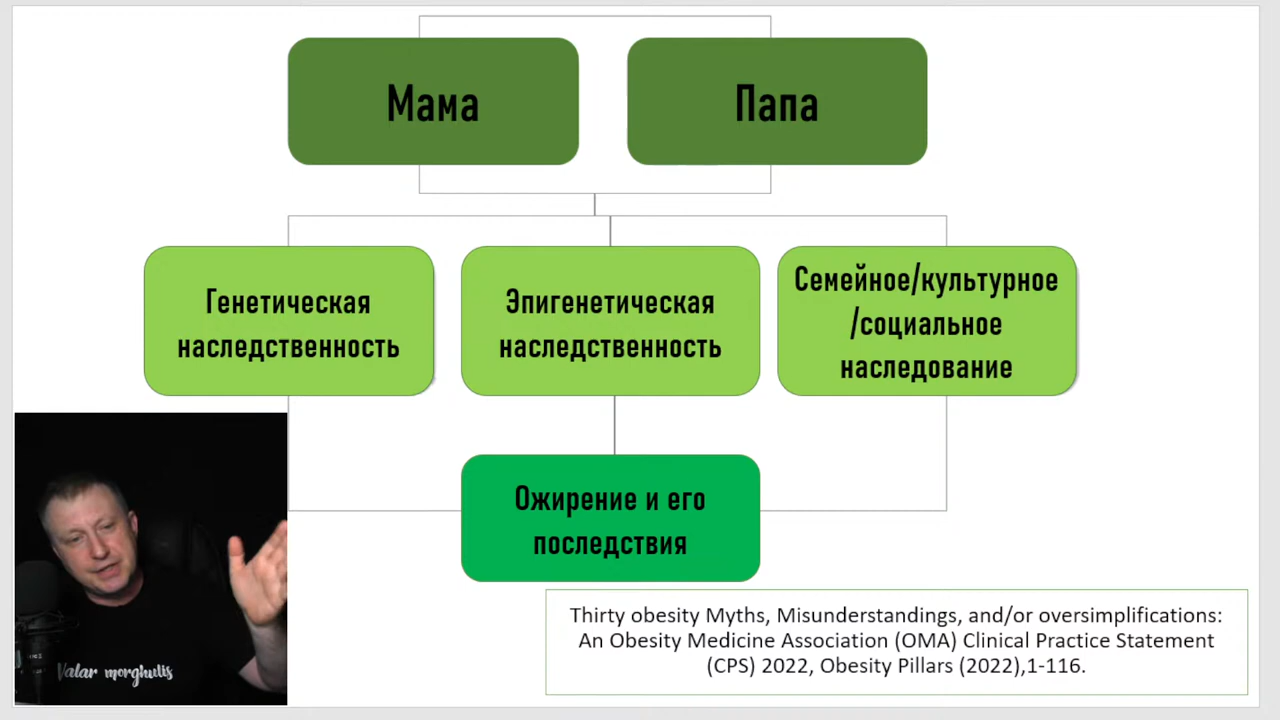 Мама
Папа
Генетическая
наследственность
Эпигенетическая
наследственность
Семейное/культурное
/социальное
наследование
Ожирение и его
последствия
Thirty obesity Myths, Misunderstandings, and/or oversimplifications:
An Obesity Medicine Association (OMA) Clinical Practice Statement
(CPS) 2022, Obesity Pillars (2022),1-116.
Valar morghulis